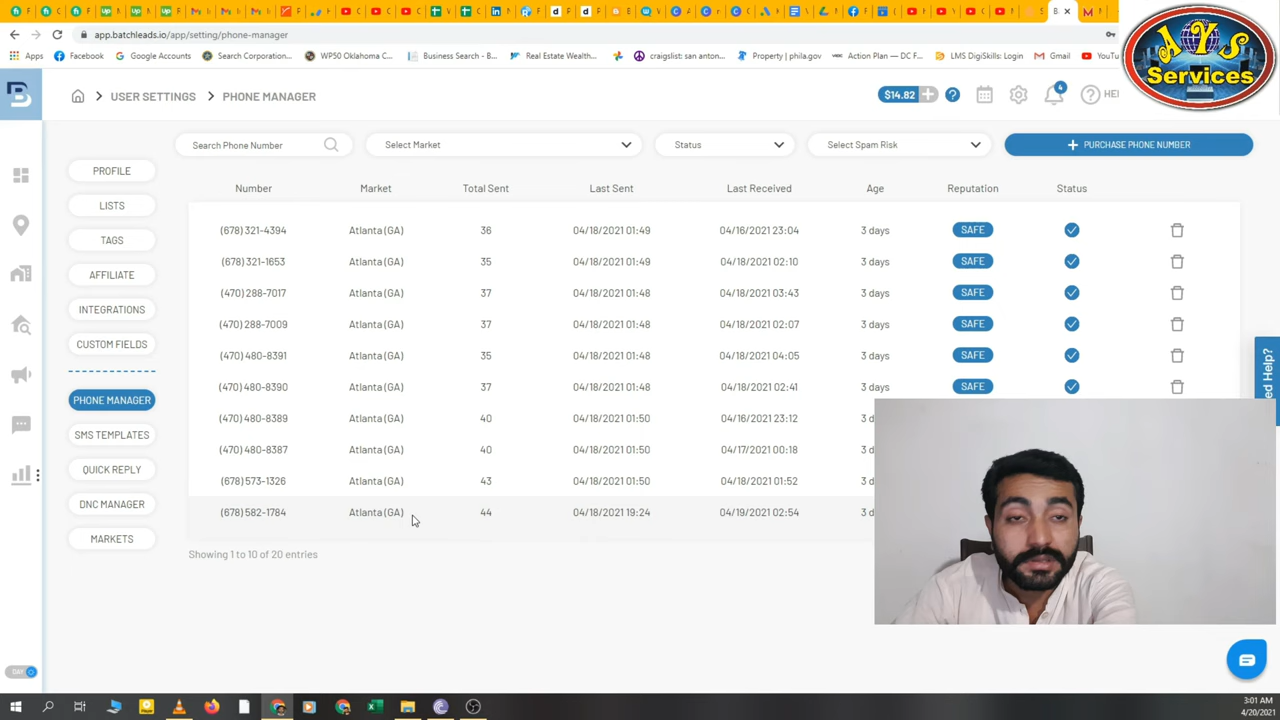 app.batchleads.io/app/setting/phone-manager
Apps Facebook Google Accounts Search Corporation... WP50 Oklahoma C... Business Search - B... Real Estate Wealth... craigslist: san anton... Property | phila.gov Action Plan — DC F... LMS DigiSkills: Login Gmail YouTu
AYS
Services
B
USER SETTINGS PHONE MANAGER
$14.82 + ? 4 ? HEL
Search Phone Number Select Market Status Select Spam Risk + PURCHASE PHONE NUMBER
PROFILE
LISTS
TAGS
AFFILIATE
INTEGRATIONS
CUSTOM FIELDS
PHONE MANAGER
SMS TEMPLATES
QUICK REPLY
DNC MANAGER
MARKETS
Number Market Total Sent Last Sent Last Received Age Reputation Status
(678) 321-4394 Atlanta (GA) 36 04/18/2021 01:49 04/16/2021 23:04 3 days SAFE
(678) 321-1653 Atlanta (GA) 35 04/18/2021 01:49 04/18/2021 02:10 3 days SAFE
(470) 288-7017 Atlanta (GA) 37 04/18/2021 01:48 04/18/2021 03:43 3 days SAFE
(470) 288-7009 Atlanta (GA) 37 04/18/2021 01:48 04/18/2021 02:07 3 days SAFE
(470) 480-8391 Atlanta (GA) 35 04/18/2021 01:48 04/18/2021 04:05 3 days SAFE
(470) 480-8390 Atlanta (GA) 37 04/18/2021 01:48 04/18/2021 02:41 3 days SAFE
(470) 480-8389 Atlanta (GA) 40 04/18/2021 01:50 04/16/2021 23:12 3 d
(470) 480-8387 Atlanta (GA) 40 04/18/2021 01:50 04/17/2021 00:18 3 d
(678) 573-1326 Atlanta (GA) 43 04/18/2021 01:50 04/18/2021 01:52 3 d
(678) 582-1784 Atlanta (GA) 44 04/18/2021 19:24 04/19/2021 02:54 3 d
Showing 1 to 10 of 20 entries
ed Help?
DAY
3:01 AM
4/20/2021